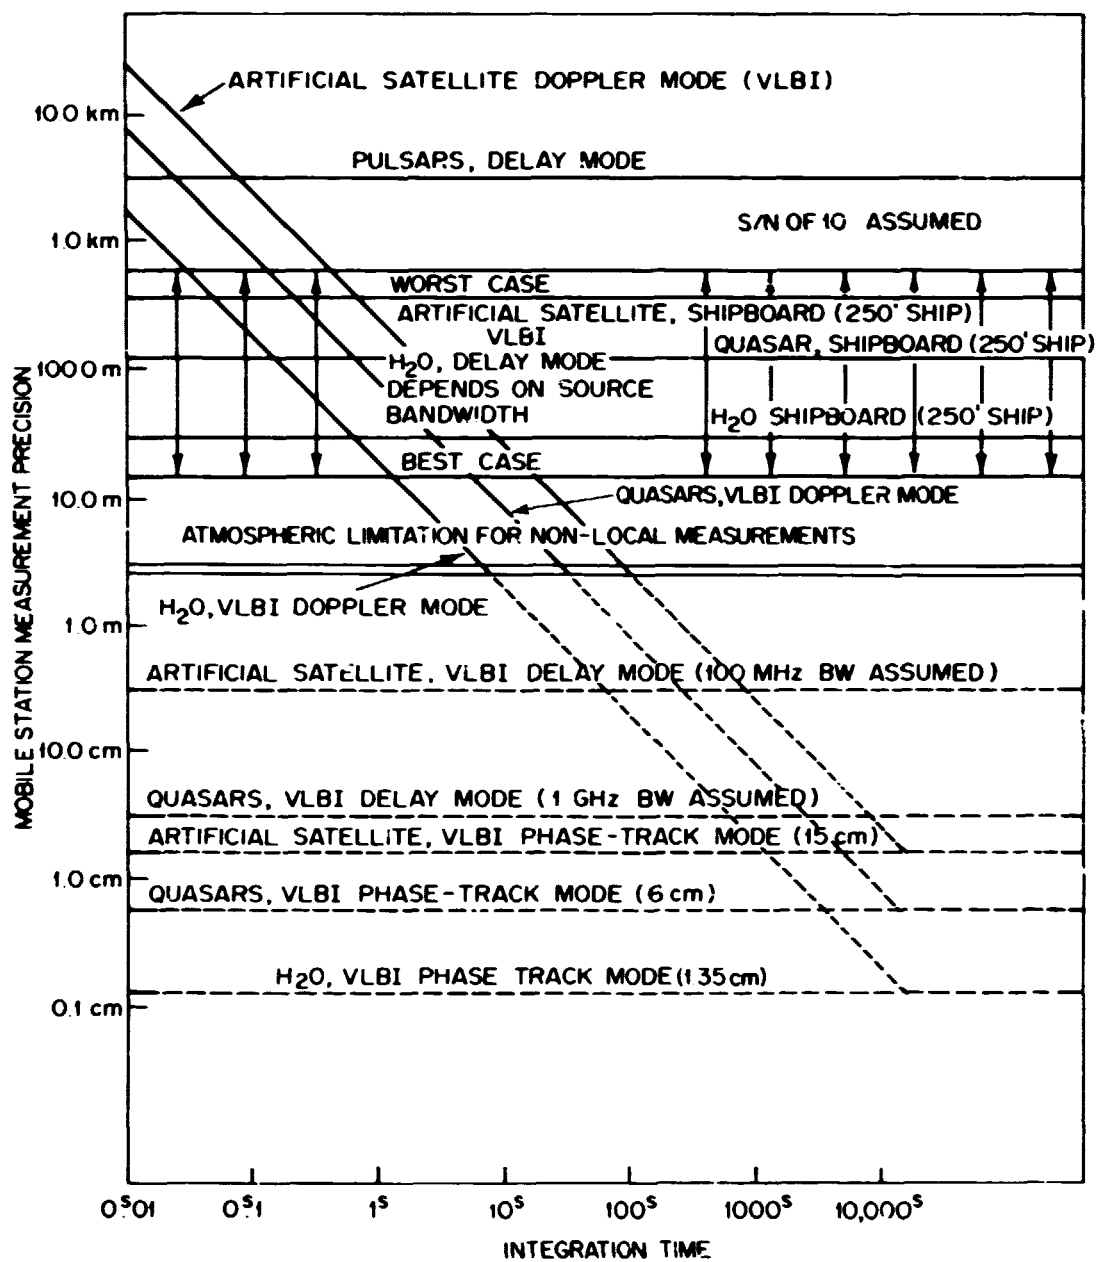 ARTIFICIAL SATELLITE DOPPLER MODE (VLBI)
10.0 km
PULSARS, DELAY MODE
S/N OF 10 ASSUMED
1.0 km
WORST CASE
ARTIFICIAL SATELLITE, SHIPBOARD (250' SHIP)
VLBI
QUASAR, SHIPBOARD (250' SHIP)
H₂O, DELAY MODE
100.0 m
DEPENDS ON SOURCE
BANDWIDTH
H₂O SHIPBOARD (250' SHIP)
BEST CASE
10.0 m
QUASARS, VLBI DOPPLER MODE
ATMOSPHERIC LIMITATION FOR NON-LOCAL MEASUREMENTS
H₂O, VLBI DOPPLER MODE
1.0 m
ARTIFICIAL SATELLITE, VLBI DELAY MODE (100 MHz BW ASSUMED)
10.0 cm
QUASARS, VLBI DELAY MODE (1 GHz BW ASSUMED)
ARTIFICIAL SATELLITE, VLBI PHASE-TRACK MODE (15 cm)
1.0 cm
QUASARS, VLBI PHASE-TRACK MODE (6 cm)
H₂O, VLBI PHASE TRACK MODE (1.35 cm)
0.1 cm
MOBILE STATION MEASUREMENT PRECISION
0ˢ.01 0ˢ.1 1ˢ 10ˢ 100ˢ 1000ˢ 10,000ˢ
INTEGRATION TIME